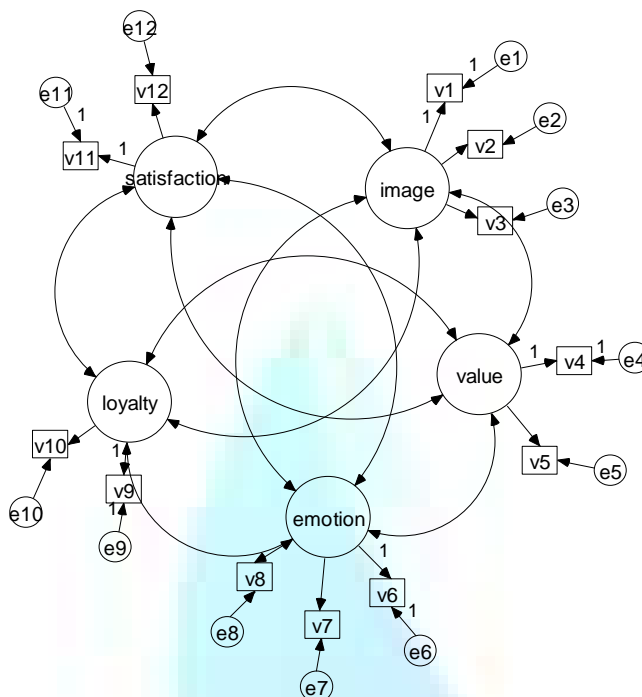 e12
e1
1
v12
v1
e11
1
1
e2
v2
1
v11
satisfaction
image
e3
v3
value
1
v4
1
e4
loyalty
v10
1
v5
e5
v9
1
e10
e9
emotion
1
v8
v6
1
e8
v7
e6
e7